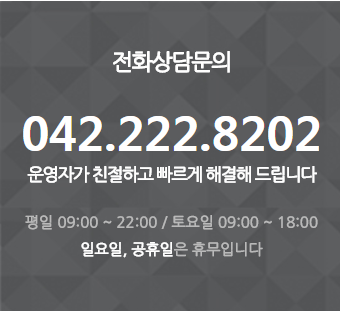 전화상담문의
042.222.8202
운영자가 친절하고 빠르게 해결해 드립니다
평일 09:00 ~ 22:00 / 토요일 09:00 ~ 18:00
일요일, 공휴일은 휴무입니다